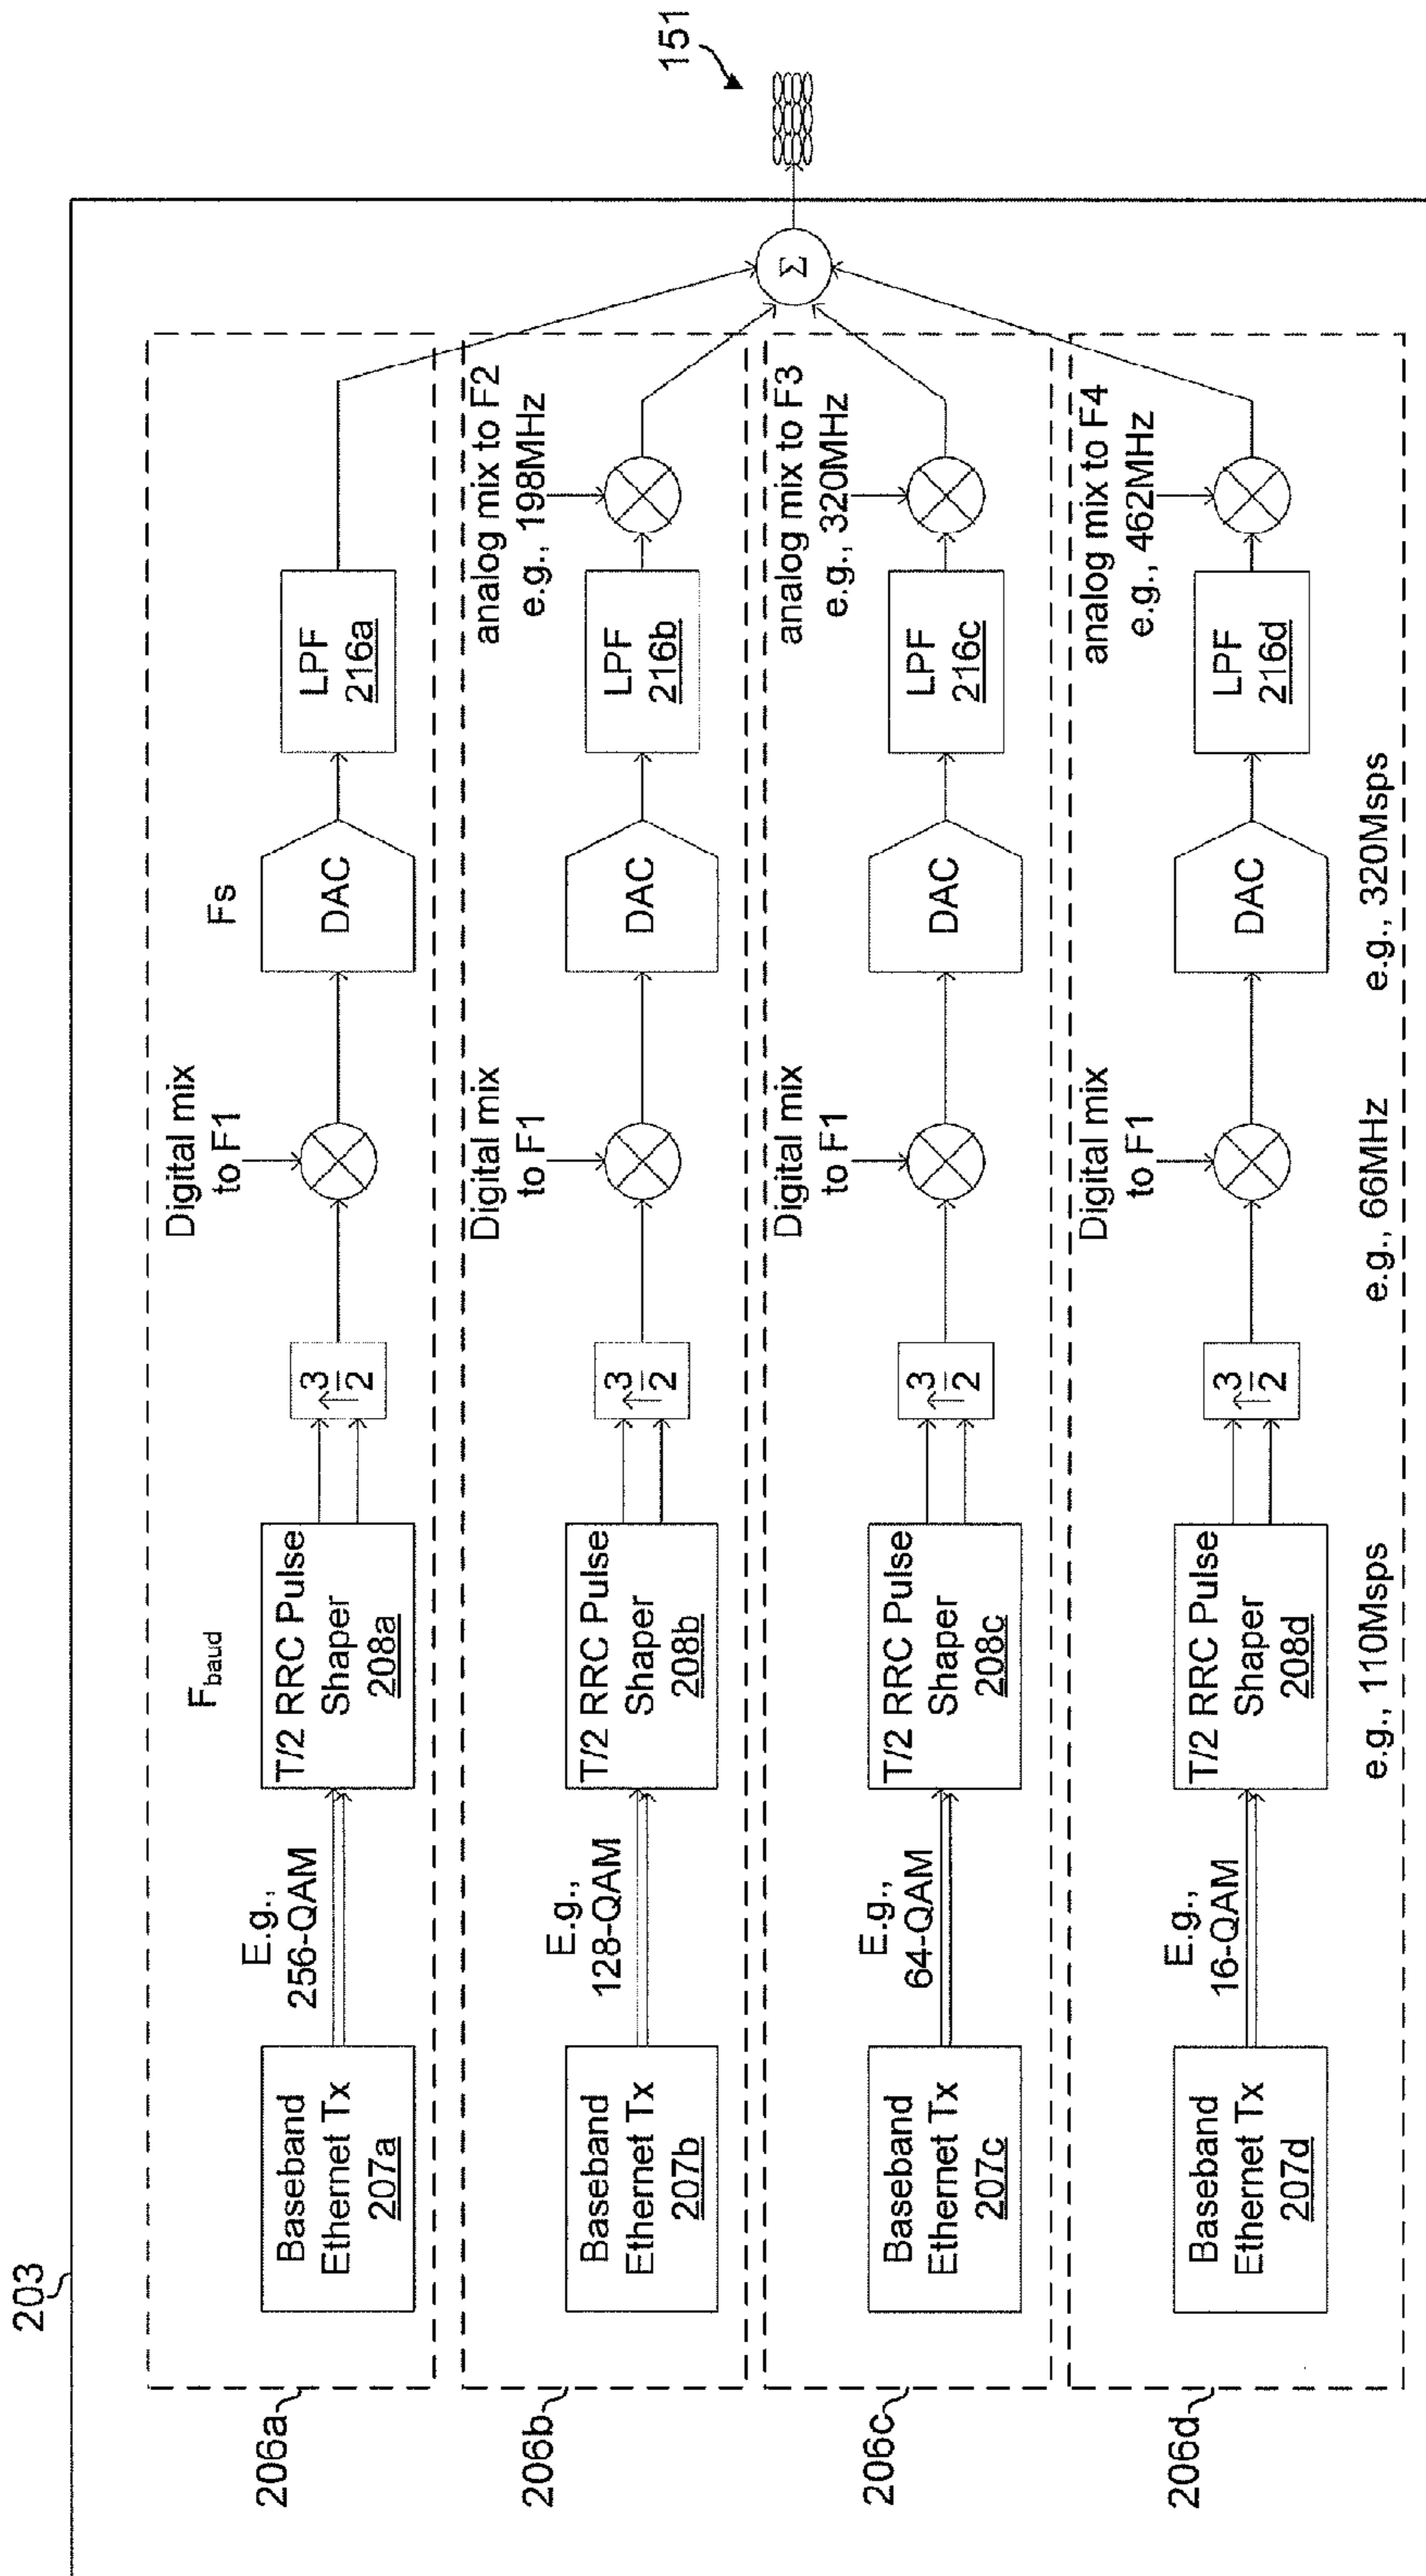 203
206a
Baseband
Ethernet Tx
207a
E.g.,
256-QAM
F_baud
T/2 RRC Pulse
Shaper
208a
↑3/2
Digital mix
to F1
Fs
DAC
LPF
216a
206b
Baseband
Ethernet Tx
207b
E.g.,
128-QAM
T/2 RRC Pulse
Shaper
208b
↑3/2
Digital mix
to F1
DAC
LPF
216b
analog mix to F2
e.g., 198MHz
206c
Baseband
Ethernet Tx
207c
E.g.,
64-QAM
T/2 RRC Pulse
Shaper
208c
↑3/2
Digital mix
to F1
DAC
LPF
216c
analog mix to F3
e.g., 320MHz
206d
Baseband
Ethernet Tx
207d
E.g.,
16-QAM
T/2 RRC Pulse
Shaper
208d
↑3/2
Digital mix
to F1
DAC
LPF
216d
analog mix to F4
e.g., 462MHz
e.g., 110Msps
e.g., 66MHz
e.g., 320Msps
Σ
151